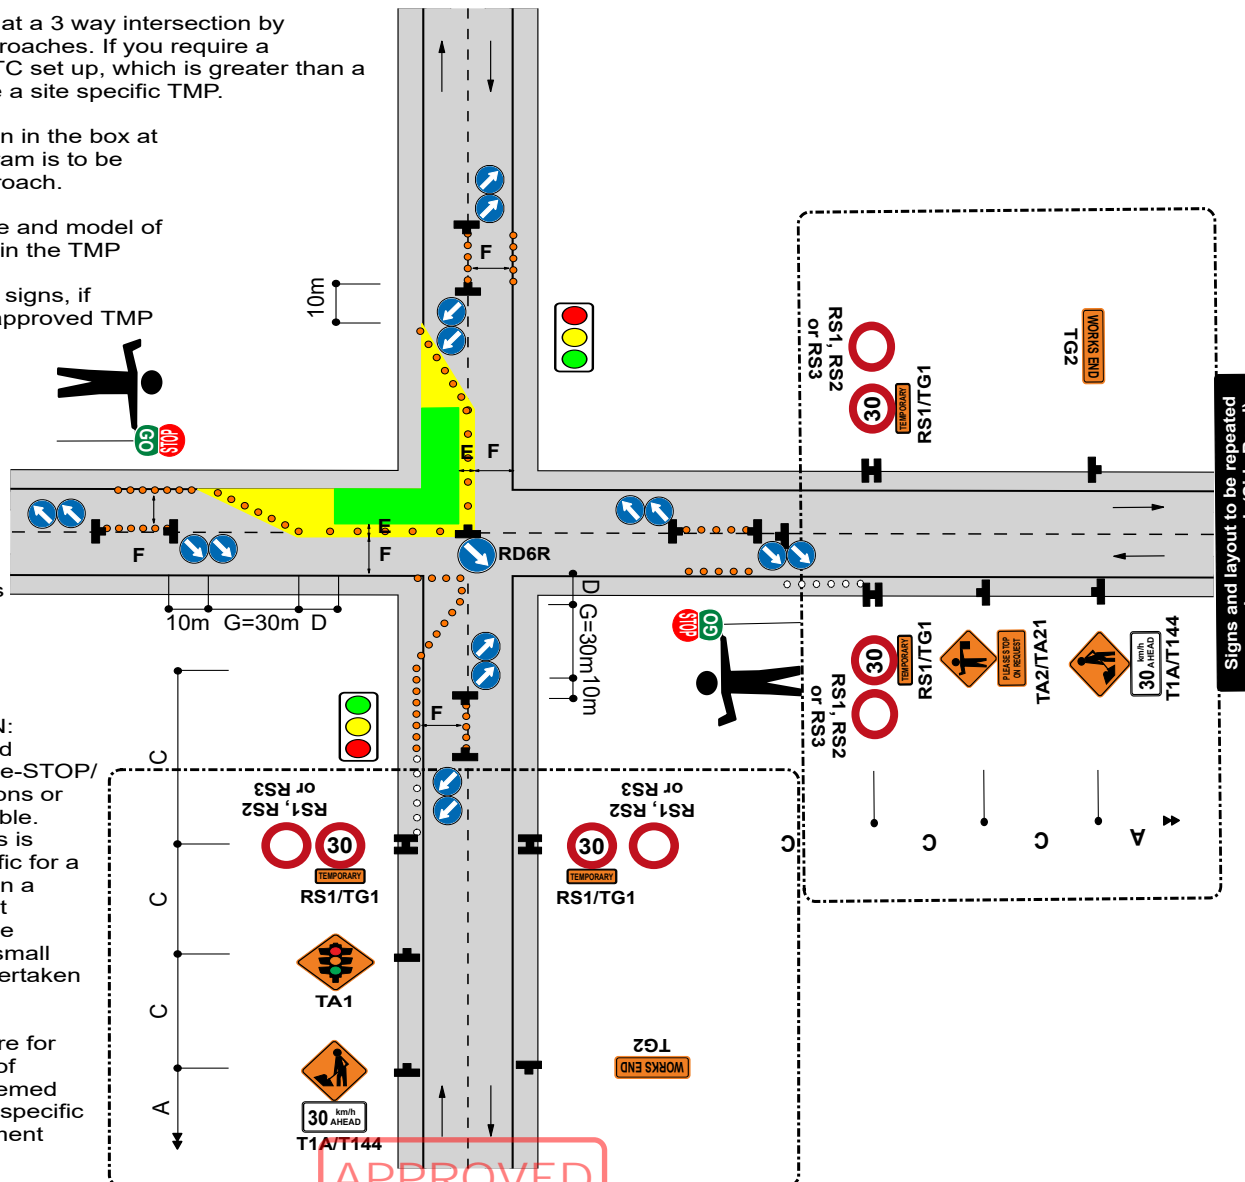 at a 3 way intersection by
roaches. If you require a
TC set up, which is greater than a
e a site specific TMP.
n in the box at
ram is to be
roach.
e and model of
in the TMP
signs, if
approved TMP
10m
F
STOP
GO
E
F
F
E
F
RD6R
s
10m
G=30m
D
D
G=30m
10m
F
STOP
GO
RS1, RS2
or RS3
30
TEMPORARY
RS1/TG1
WORKS END
TG2
Signs and layout to be repeated
30
TEMPORARY
RS1/TG1
RS1, RS2
or RS3
PLEASE STOP
ON REQUEST
TA2/TA21
30 km/h
AHEAD
T1A/T144
C
C
C
A
N:
d
e-STOP/
ons or
ble.
s is
fic for a
n a
t
e
small
ertaken
re for
of
emed
specific
ment
C
C
C
A
RS1, RS2
or RS3
30
TEMPORARY
RS1/TG1
RS1, RS2
or RS3
30
TEMPORARY
RS1/TG1
TA1
TG2
WORKS END
30 km/h
AHEAD
T1A/T144
APPROVED